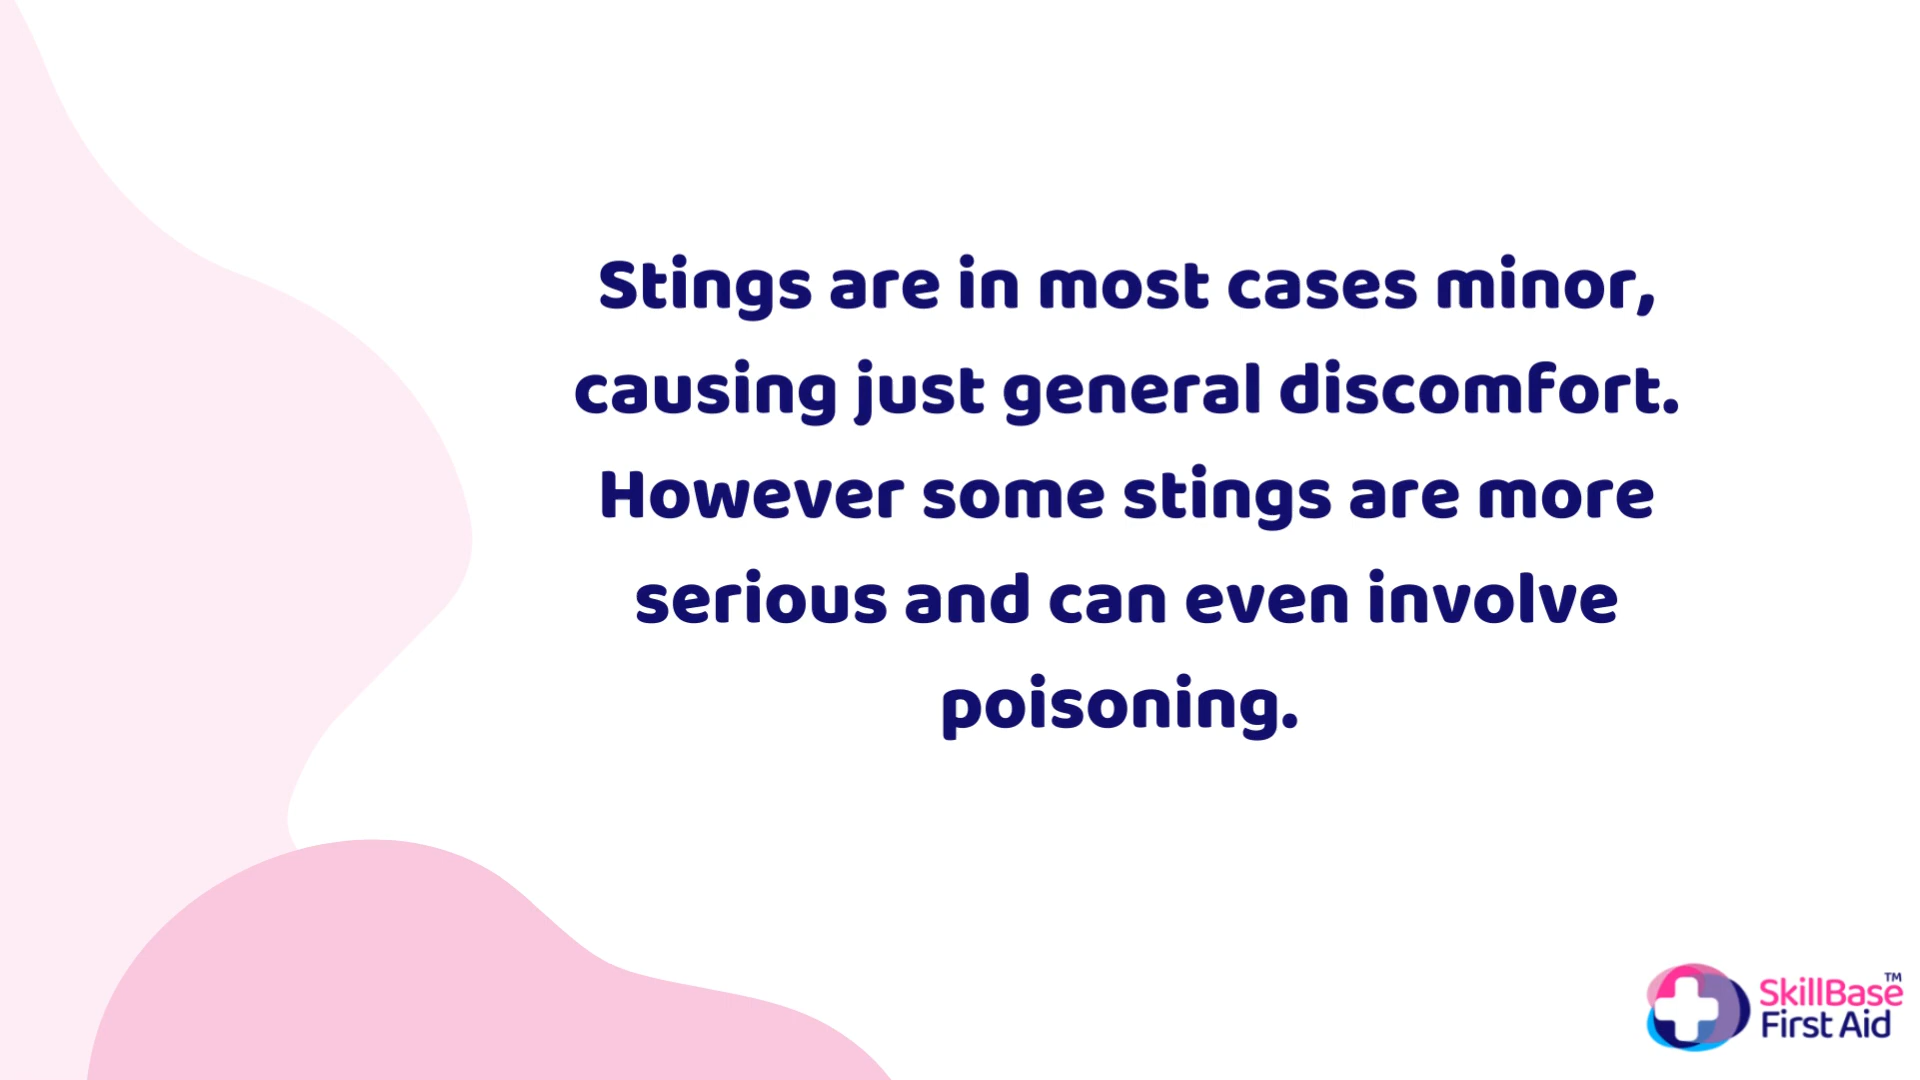 Stings are in most cases minor,
causing just general discomfort.
However some stings are more
serious and can even involve
poisoning.
SkillBase™
First Aid